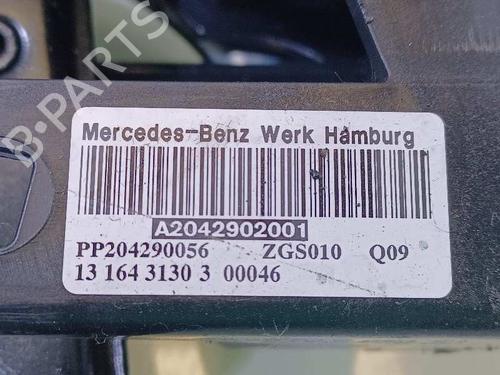 B-PARTS
Mercedes-Benz Werk Hamburg
A2042902001
PP204290056 ZGS010 Q09
13 164 3130 3 00046